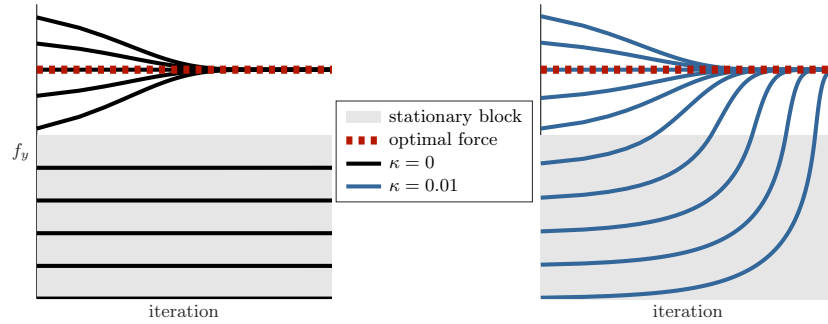 stationary block
optimal force
κ = 0
κ = 0.01
f_y
iteration
iteration